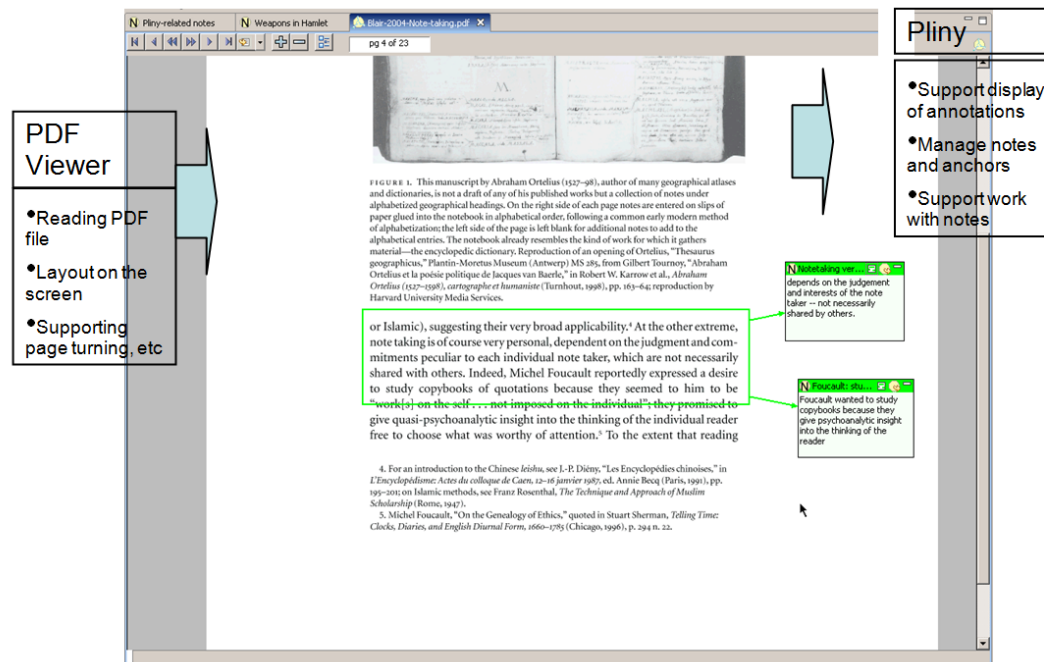 Pliny-related notes
Weapons in Hamlet
Blair-2004-Note-taking.pdf
pg 4 of 23
PDF
Viewer
•Reading PDF
file
•Layout on the
screen
•Supporting
page turning, etc
Pliny
•Support display
of annotations
•Manage notes
and anchors
•Support work
with notes
FIGURE 1. This manuscript by Abraham Ortelius (1527–98), author of many geographical atlases
and dictionaries, is not a draft of any of his published works but a collection of notes under
alphabetized geographical headings. On the right side of each page notes are entered on slips of
paper glued into the notebook in alphabetical order, following a common early modern method
of alphabetization; the left side of the page is left blank for additional notes to add to the
alphabetical entries. The notebook already resembles the kind of work for which it gathers
material—the encyclopedic dictionary. Reproduction of an opening of Ortelius, “Thesaurus
geographicus,” Plantin-Moretus Museum (Antwerp) MS 285, from Gilbert Tournoy, “Abraham
Ortelius et la poésie politique de Jacques van Baerle,” in Robert W. Karrow et al., Abraham
Ortelius (1527–1598), cartographe et humaniste (Turnhout, 1998), pp. 163–64; reproduction by
Harvard University Media Services.
or Islamic), suggesting their very broad applicability.⁴ At the other extreme,
note taking is of course very personal, dependent on the judgment and com-
mitments peculiar to each individual note taker, which are not necessarily
shared with others. Indeed, Michel Foucault reportedly expressed a desire
to study copybooks of quotations because they seemed to him to be
“work[s] on the self . . . not imposed on the individual”; they promised to
give quasi-psychoanalytic insight into the thinking of the individual reader
free to choose what was worthy of attention.⁵ To the extent that reading
Notetaking ver...
depends on the judgement
and interests of the note
taker -- not necessarily
shared by others.
Foucault: stu...
Foucault wanted to study
copybooks because they
give psychoanalytic insight
into the thinking of the
reader
4. For an introduction to the Chinese leishu, see J.-P. Diény, “Les Encyclopédies chinoises,” in
L’Encyclopédisme: Actes du colloque de Caen, 12–16 janvier 1987, ed. Annie Becq (Paris, 1991), pp.
195–201; on Islamic methods, see Franz Rosenthal, The Technique and Approach of Muslim
Scholarship (Rome, 1947).
5. Michel Foucault, “On the Genealogy of Ethics,” quoted in Stuart Sherman, Telling Time:
Clocks, Diaries, and English Diurnal Form, 1660–1785 (Chicago, 1996), p. 294 n. 22.